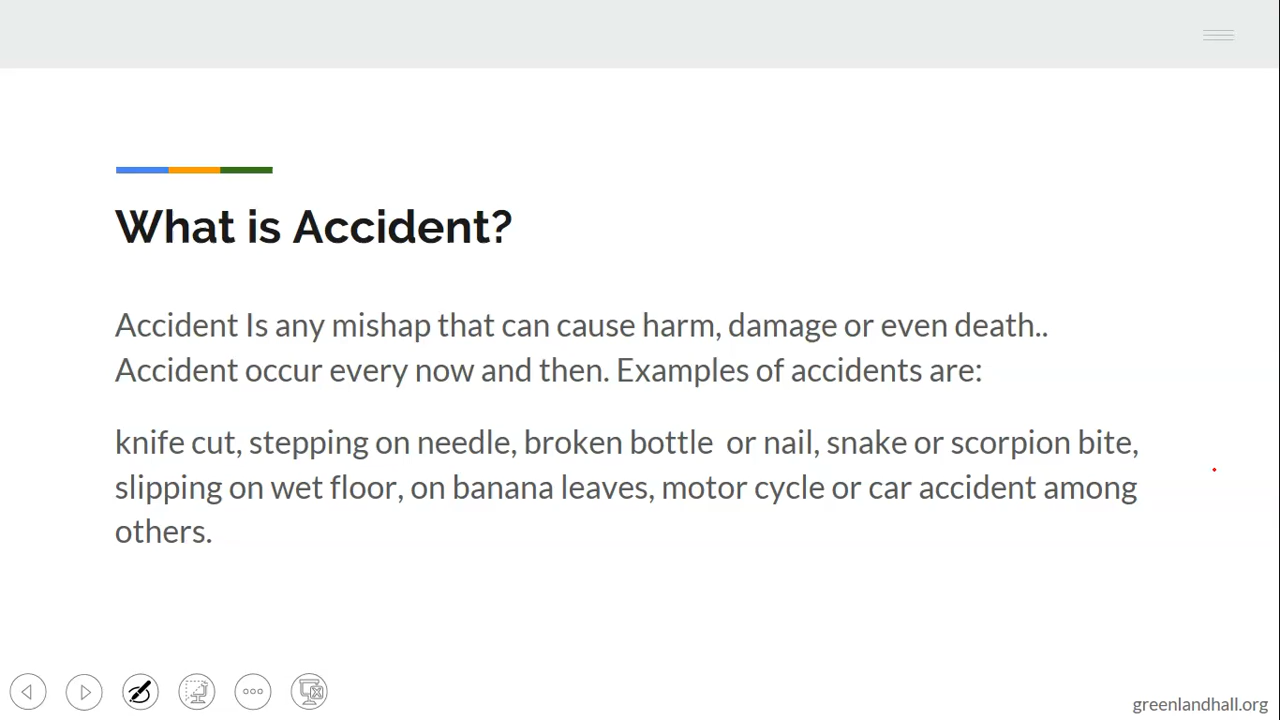 What is Accident?
Accident Is any mishap that can cause harm, damage or even death..
Accident occur every now and then. Examples of accidents are:
knife cut, stepping on needle, broken bottle  or nail, snake or scorpion bite,
slipping on wet floor, on banana leaves, motor cycle or car accident among
others.
greenlandhall.org